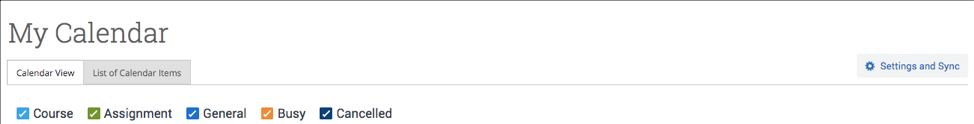 My Calendar
Calendar View List of Calendar Items Settings and Sync
Course Assignment General Busy Cancelled